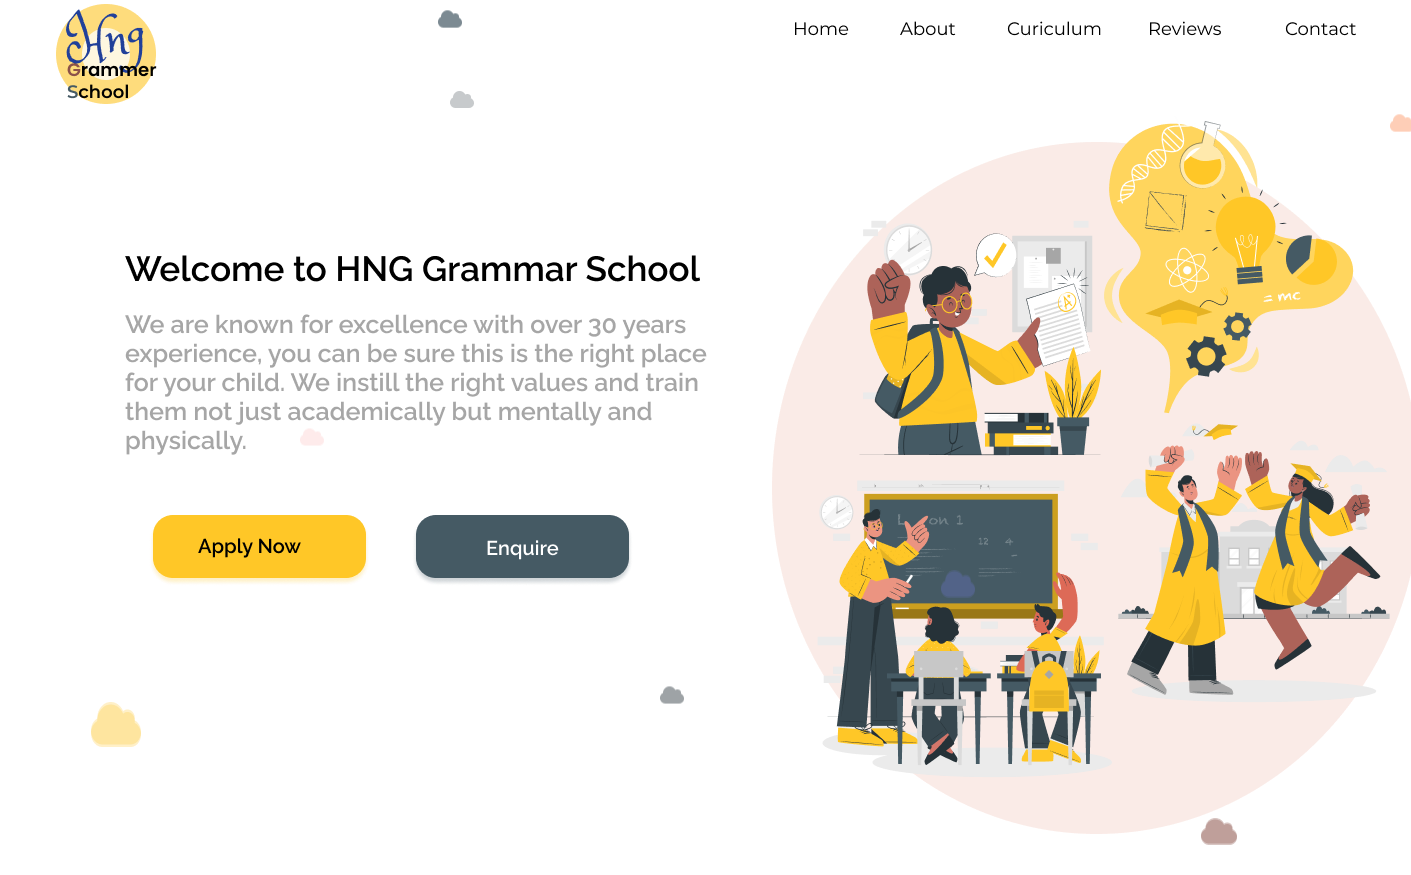 Hng
Grammer
School
Home About Curiculum Reviews Contact
Welcome to HNG Grammar School
We are known for excellence with over 30 years
experience, you can be sure this is the right place
for your child. We instill the right values and train
them not just academically but mentally and
physically.
Apply Now Enquire
A
= mc
1
12 4